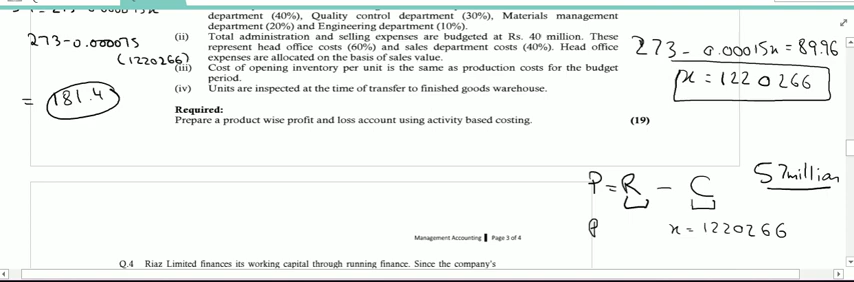 department (40%), Quality control department (30%), Materials management
department (20%) and Engineering department (10%).
(ii) Total administration and selling expenses are budgeted at Rs. 40 million. These
represent head office costs (60%) and sales department costs (40%). Head office
expenses are allocated on the basis of sales value.
(iii) Cost of opening inventory per unit is the same as production costs for the budget
period.
(iv) Units are inspected at the time of transfer to finished goods warehouse.
Required:
Prepare a product wise profit and loss account using activity based costing. (19)
273-0.000075
(1220266)
= 181.4
273 - 0.00015x = 89.96
x = 1220266
P = R - C
57million
P x = 1220266
Management Accounting Page 3 of 4
Q.4 Riaz Limited finances its working capital through running finance. Since the company's